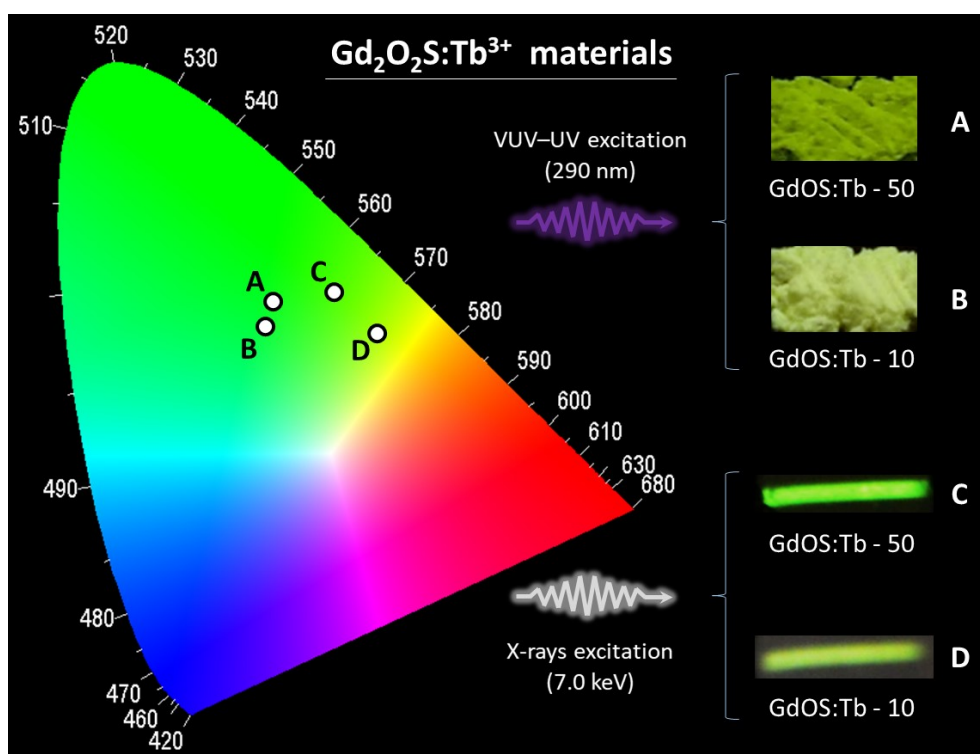 Gd₂O₂S:Tb³⁺ materials
520
530
540
550
560
570
580
590
600
610
630
680
510
490
480
470
460
420
A
B
C
D
VUV–UV excitation
(290 nm)
A
GdOS:Tb - 50
B
GdOS:Tb - 10
X-rays excitation
(7.0 keV)
C
GdOS:Tb - 50
D
GdOS:Tb - 10